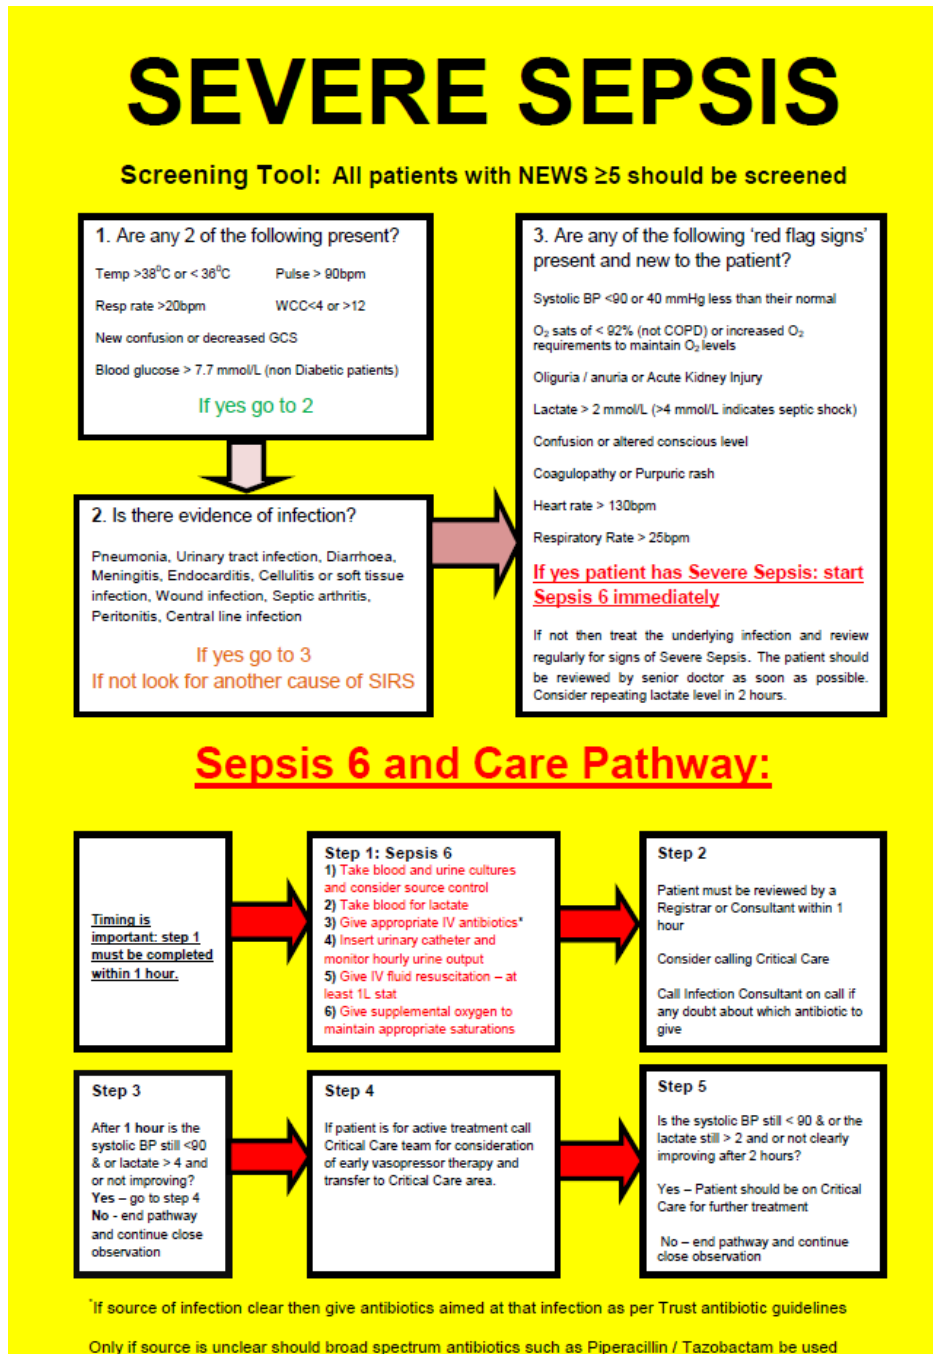 SEVERE SEPSIS
Screening Tool: All patients with NEWS ≥5 should be screened
1. Are any 2 of the following present?
Temp >38⁰C or < 36⁰C Pulse > 90bpm
Resp rate >20bpm WCC<4 or >12
New confusion or decreased GCS
Blood glucose > 7.7 mmol/L (non Diabetic patients)
If yes go to 2
2. Is there evidence of infection?
Pneumonia, Urinary tract infection, Diarrhoea,
Meningitis, Endocarditis, Cellulitis or soft tissue
infection, Wound infection, Septic arthritis,
Peritonitis, Central line infection
If yes go to 3
If not look for another cause of SIRS
3. Are any of the following ‘red flag signs’
present and new to the patient?
Systolic BP <90 or 40 mmHg less than their normal
O₂ sats of < 92% (not COPD) or increased O₂
requirements to maintain O₂ levels
Oliguria / anuria or Acute Kidney Injury
Lactate > 2 mmol/L (>4 mmol/L indicates septic shock)
Confusion or altered conscious level
Coagulopathy or Purpuric rash
Heart rate > 130bpm
Respiratory Rate > 25bpm
If yes patient has Severe Sepsis: start
Sepsis 6 immediately
If not then treat the underlying infection and review
regularly for signs of Severe Sepsis. The patient should
be reviewed by senior doctor as soon as possible.
Consider repeating lactate level in 2 hours.
Sepsis 6 and Care Pathway:
Timing is
important: step 1
must be completed
within 1 hour.
Step 1: Sepsis 6
1) Take blood and urine cultures
and consider source control
2) Take blood for lactate
3) Give appropriate IV antibiotics*
4) Insert urinary catheter and
monitor hourly urine output
5) Give IV fluid resuscitation – at
least 1L stat
6) Give supplemental oxygen to
maintain appropriate saturations
Step 2
Patient must be reviewed by a
Registrar or Consultant within 1
hour
Consider calling Critical Care
Call Infection Consultant on call if
any doubt about which antibiotic to
give
Step 3
After 1 hour is the
systolic BP still <90
& or lactate > 4 and
or not improving?
Yes – go to step 4
No - end pathway
and continue close
observation
Step 4
If patient is for active treatment call
Critical Care team for consideration
of early vasopressor therapy and
transfer to Critical Care area.
Step 5
Is the systolic BP still < 90 & or the
lactate still > 2 and or not clearly
improving after 2 hours?
Yes – Patient should be on Critical
Care for further treatment
No – end pathway and continue
close observation
*If source of infection clear then give antibiotics aimed at that infection as per Trust antibiotic guidelines
Only if source is unclear should broad spectrum antibiotics such as Piperacillin / Tazobactam be used